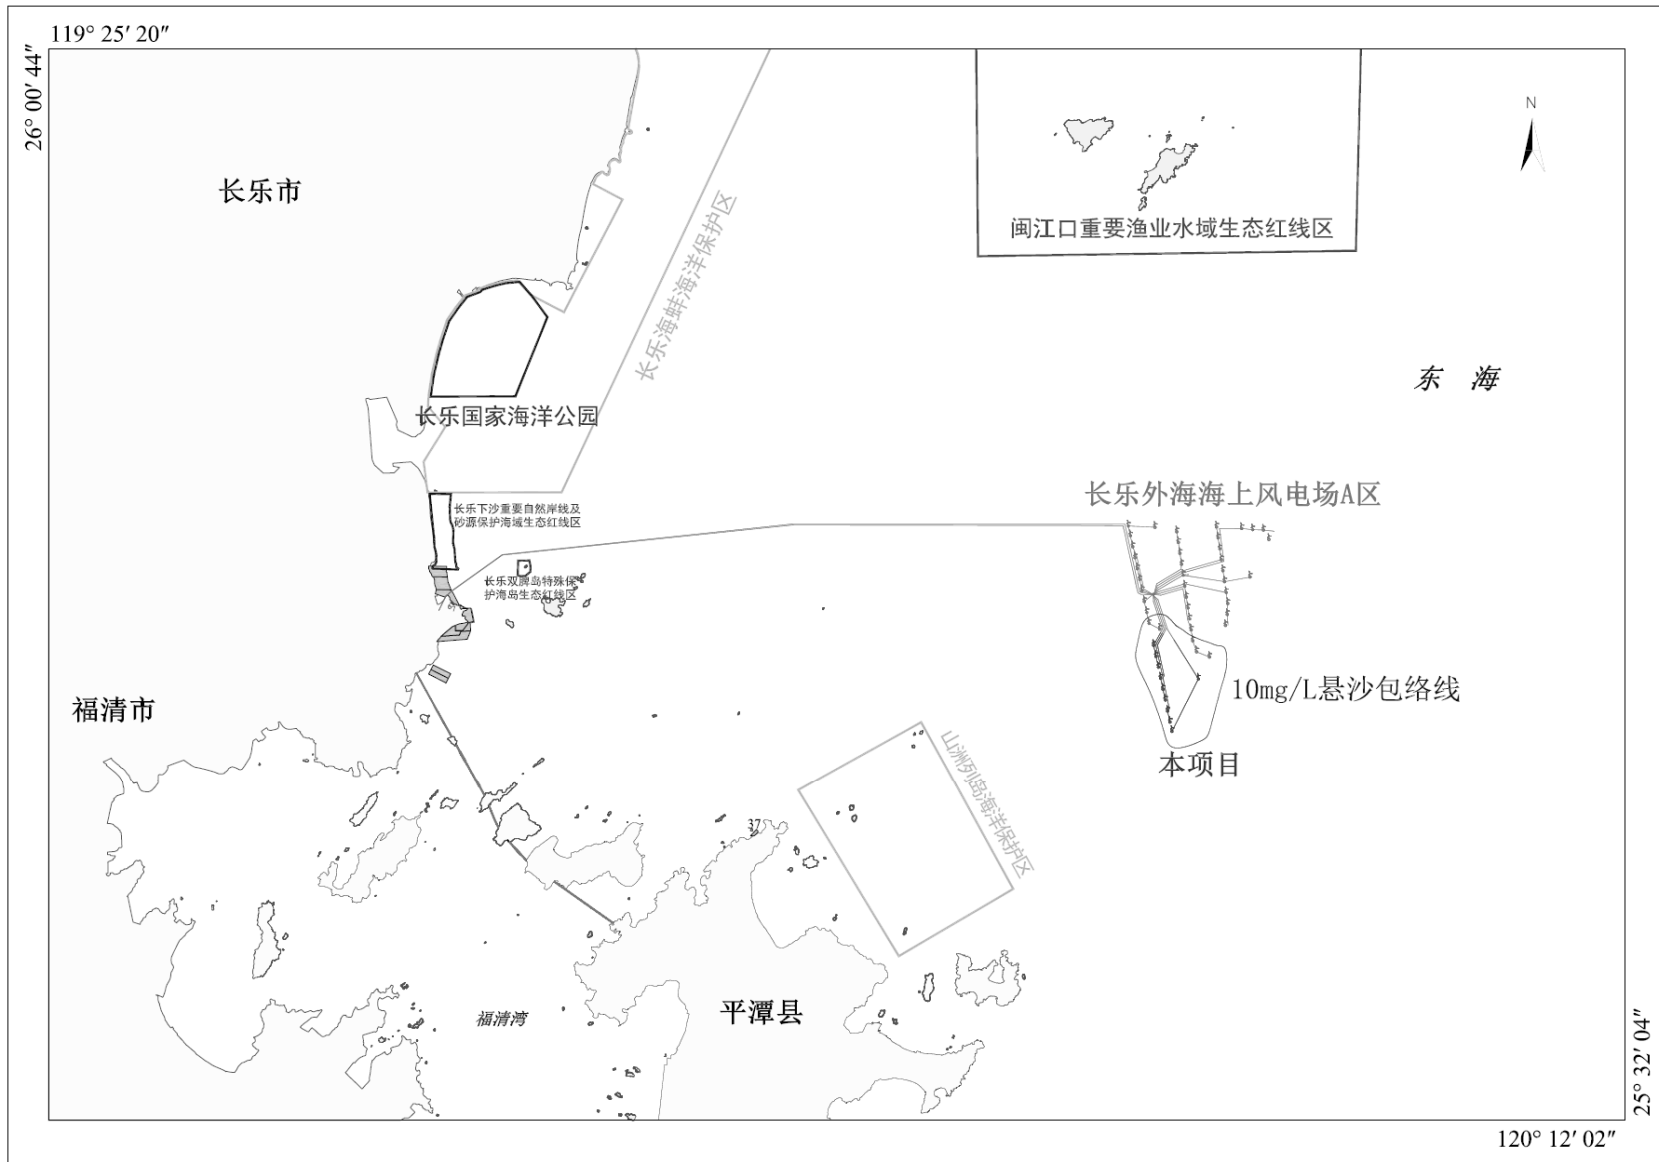 119° 25′ 20″
26° 00′ 44″
N
长乐市
长乐海蚌海洋保护区
闽江口重要渔业水域生态红线区
东 海
长乐国家海洋公园
长乐外海海上风电场A区
长乐下沙重要自然岸线及
砂源保护海域生态红线区
长乐双脾岛特殊保
护海岛生态红线区
10mg/L悬沙包络线
福清市
本项目
山洲列岛海洋保护区
37
平潭县
福清湾
25° 32′ 04″
120° 12′ 02″